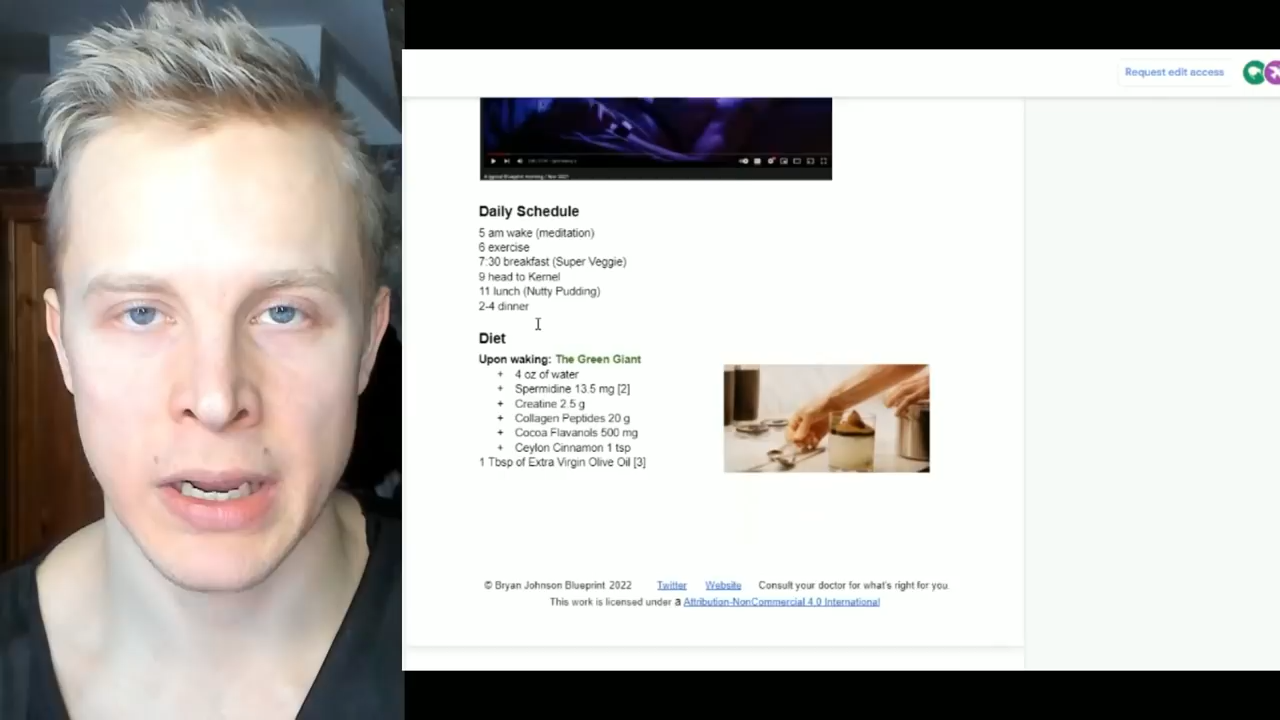 Request edit access
Daily Schedule
5 am wake (meditation)
6 exercise
7:30 breakfast (Super Veggie)
9 head to Kernel
11 lunch (Nutty Pudding)
2-4 dinner
Diet
Upon waking: The Green Giant
+ 4 oz of water
+ Spermidine 13.5 mg [2]
+ Creatine 2.5 g
+ Collagen Peptides 20 g
+ Cocoa Flavanols 500 mg
+ Ceylon Cinnamon 1 tsp
1 Tbsp of Extra Virgin Olive Oil [3]
© Bryan Johnson Blueprint 2022 Twitter Website Consult your doctor for what's right for you.
This work is licensed under a Attribution-NonCommercial 4.0 International